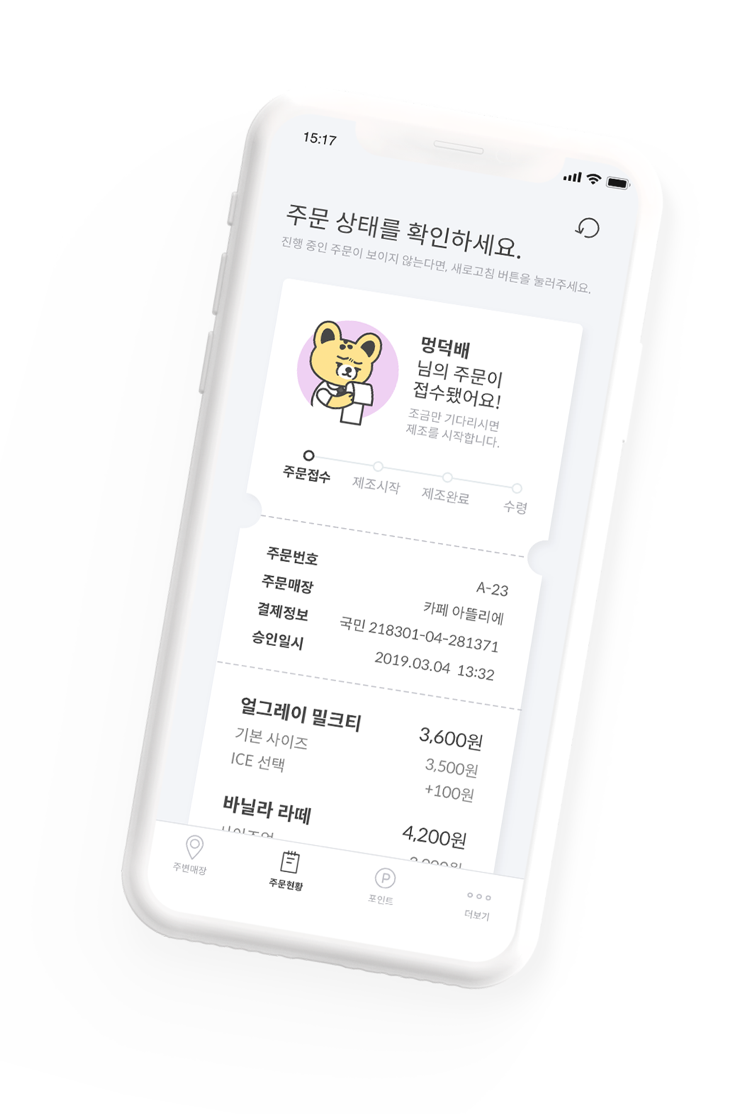 15:17
주문 상태를 확인하세요.
진행 중인 주문이 보이지 않는다면, 새로고침 버튼을 눌러주세요.
멍덕배
님의 주문이
접수됐어요!
조금만 기다리시면
제조를 시작합니다.
주문접수 제조시작 제조완료 수령
주문번호 A-23
주문매장 카페 아뜰리에
결제정보 국민 218301-04-281371
승인일시 2019.03.04 13:32
얼그레이 밀크티 3,600원
기본 사이즈 3,500원
ICE 선택 +100원
바닐라 라떼 4,200원
주변매장 주문현황 P 포인트 더보기